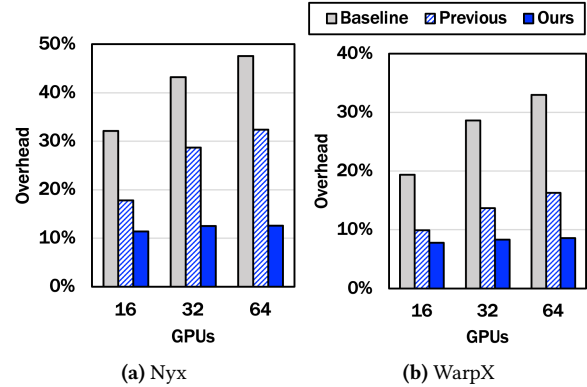 Baseline Previous Ours
50%
40%
30%
20%
10%
0%
Overhead
16 32 64
GPUs
(a) Nyx
40%
30%
20%
10%
0%
Overhead
16 32 64
GPUs
(b) WarpX